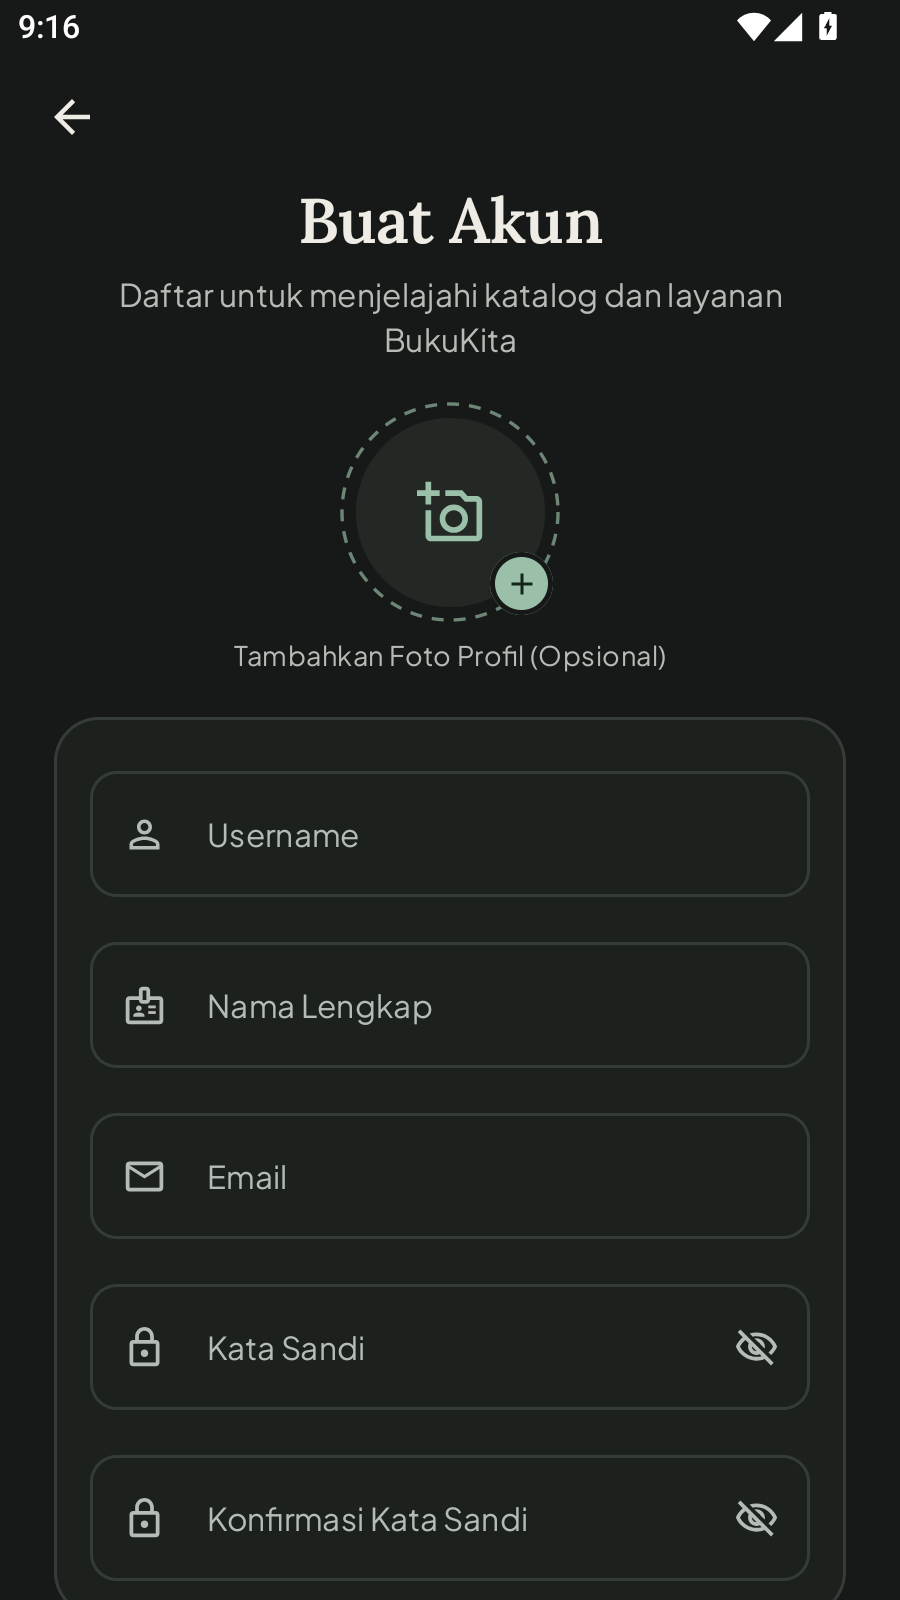 9:16
Buat Akun
Daftar untuk menjelajahi katalog dan layanan
BukuKita
Tambahkan Foto Profil (Opsional)
Username
Nama Lengkap
Email
Kata Sandi
Konfirmasi Kata Sandi